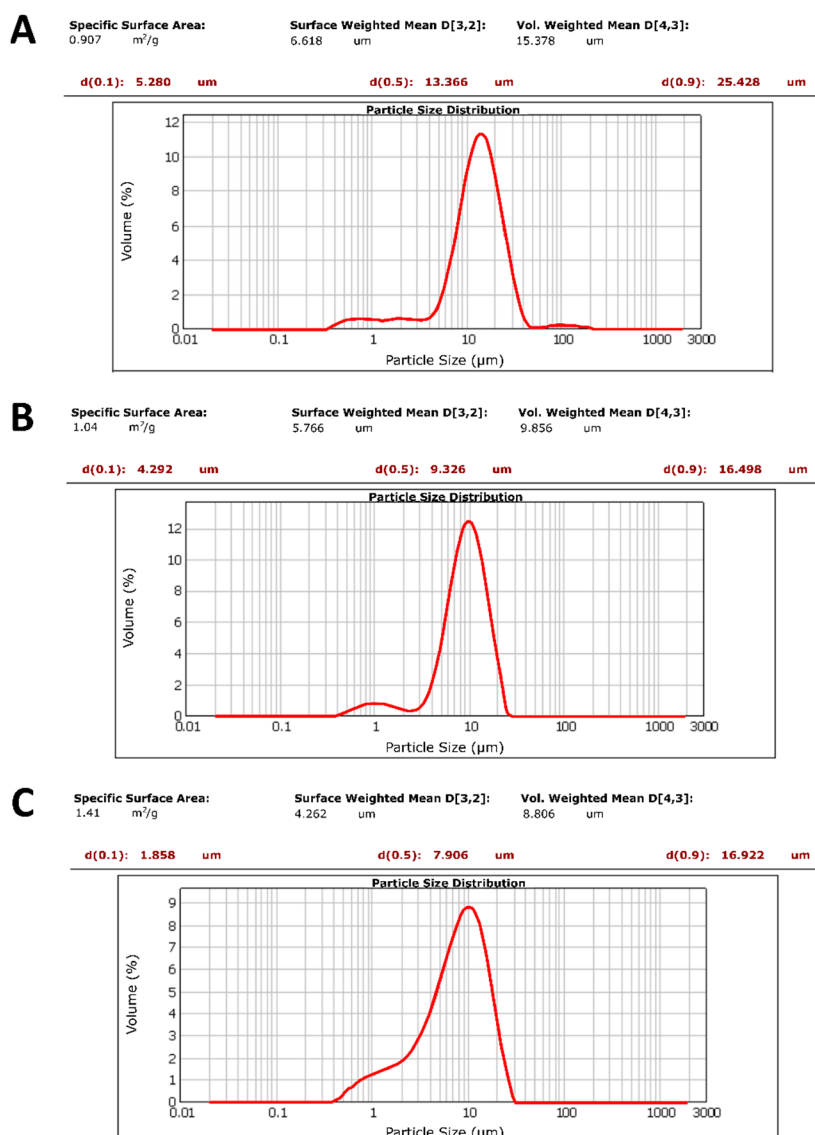 A
Specific Surface Area: Surface Weighted Mean D[3,2]: Vol. Weighted Mean D[4,3]:
0.907 m²/g 6.618 um 15.378 um
d(0.1): 5.280 um d(0.5): 13.366 um d(0.9): 25.428 um
Particle Size Distribution
Volume (%)
12
10
8
6
4
2
0
0.01 0.1 1 10 100 1000 3000
Particle Size (µm)
B
Specific Surface Area: Surface Weighted Mean D[3,2]: Vol. Weighted Mean D[4,3]:
1.04 m²/g 5.766 um 9.856 um
d(0.1): 4.292 um d(0.5): 9.326 um d(0.9): 16.498 um
Particle Size Distribution
Volume (%)
12
10
8
6
4
2
0
0.01 0.1 1 10 100 1000 3000
Particle Size (µm)
C
Specific Surface Area: Surface Weighted Mean D[3,2]: Vol. Weighted Mean D[4,3]:
1.41 m²/g 4.262 um 8.806 um
d(0.1): 1.858 um d(0.5): 7.906 um d(0.9): 16.922 um
Particle Size Distribution
Volume (%)
9
8
7
6
5
4
3
2
1
0
0.01 0.1 1 10 100 1000 3000
Particle Size (µm)